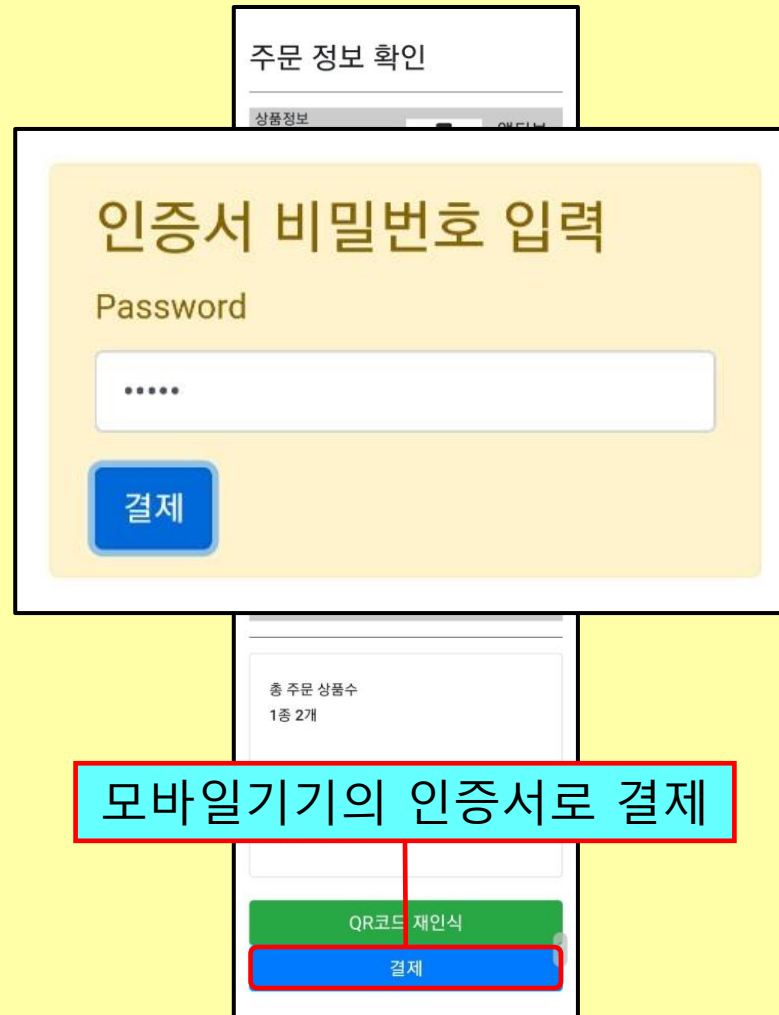 주문 정보 확인
상품정보
인증서 비밀번호 입력
Password
•••••
결제
총 주문 상품수
1종 2개
모바일기기의 인증서로 결제
QR코드 재인식
결제